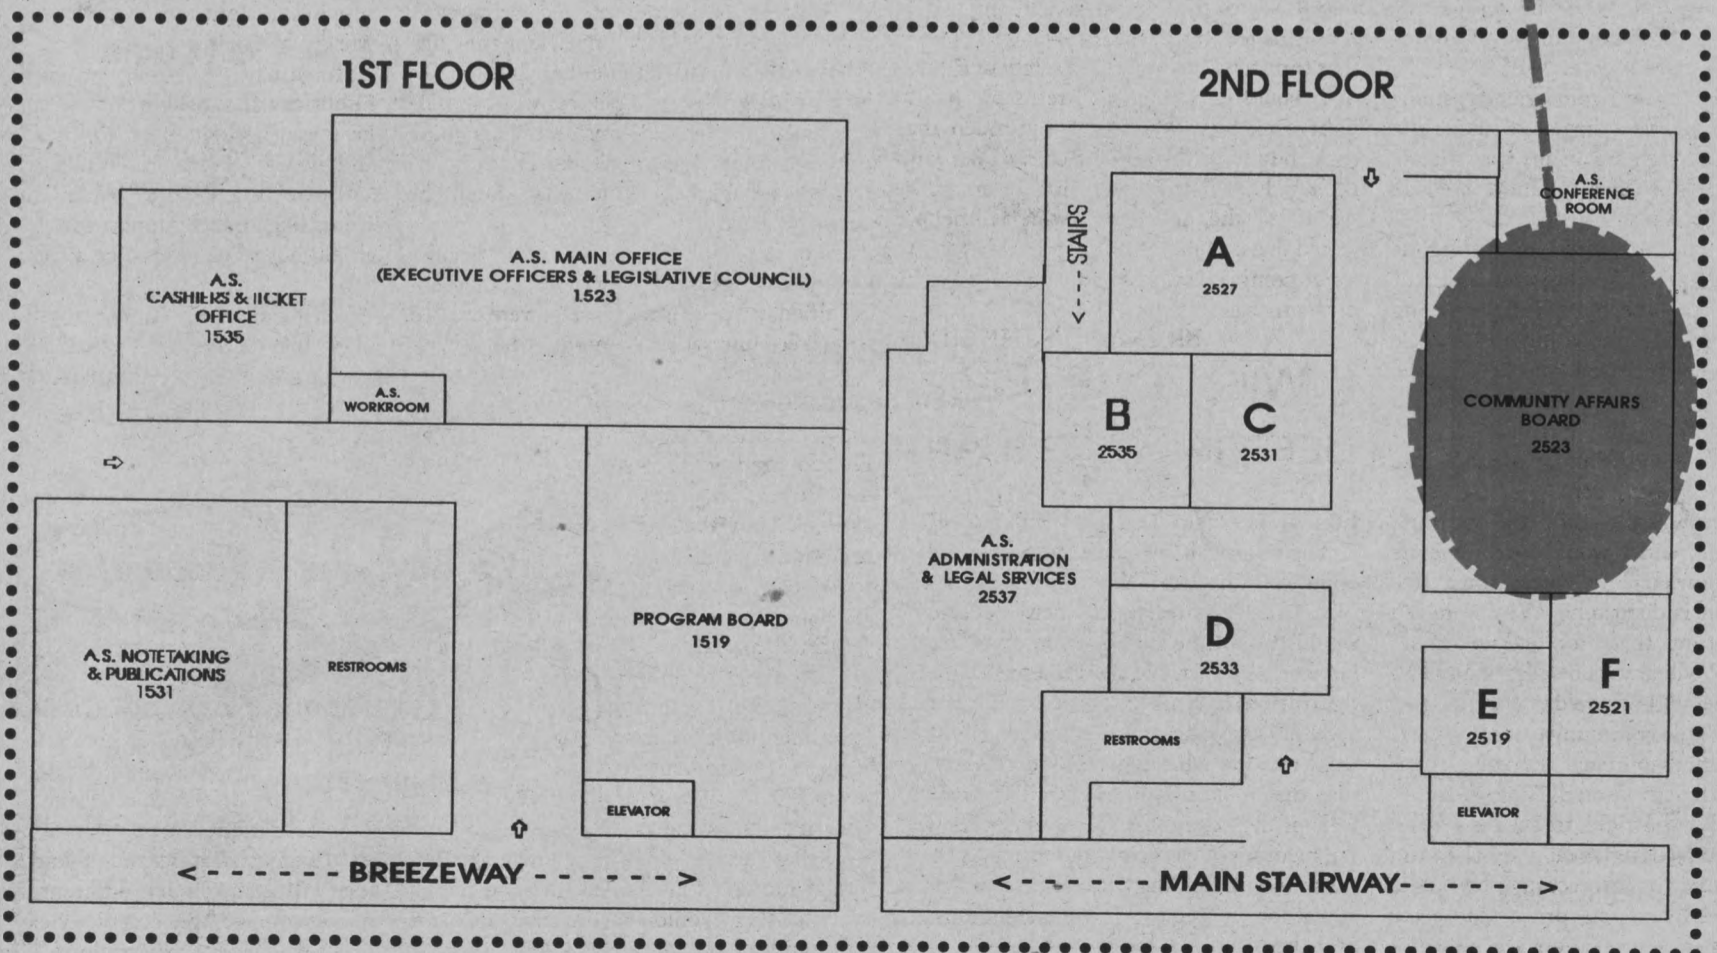 1ST FLOOR
A.S. MAIN OFFICE
(EXECUTIVE OFFICERS & LEGISLATIVE COUNCIL)
1523
A.S.
CASHIERS & TICKET
OFFICE
1535
A.S.
WORKROOM
A.S. NOTETAKING
& PUBLICATIONS
1531
RESTROOMS
PROGRAM BOARD
1519
ELEVATOR
<------ BREEZEWAY ------>
2ND FLOOR
A.S.
CONFERENCE
ROOM
<---- STAIRS
A
2527
B
2535
C
2531
COMMUNITY AFFAIRS
BOARD
2523
A.S.
ADMINISTRATION
& LEGAL SERVICES
2537
D
2533
E
2519
F
2521
RESTROOMS
ELEVATOR
<------ MAIN STAIRWAY ------>